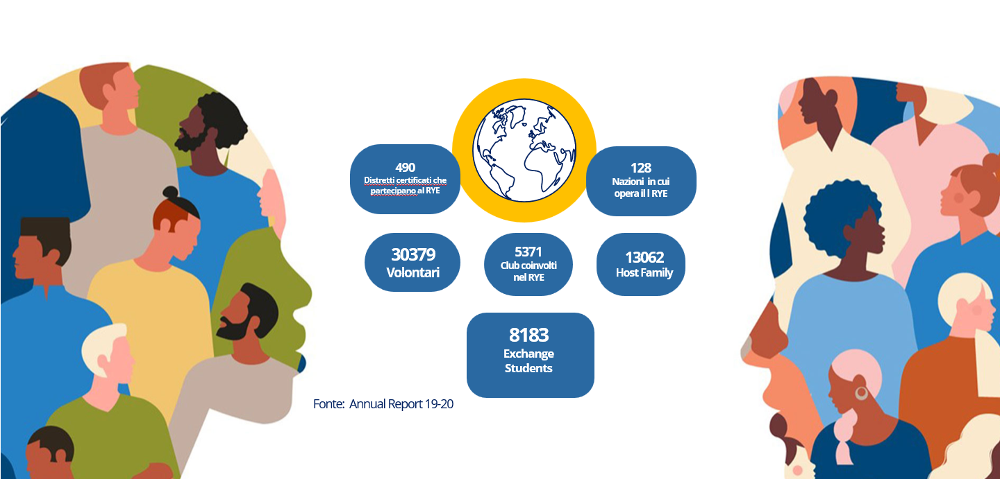 490
Distretti certificati che
partecipano al RYE
128
Nazioni in cui
opera il l RYE
30379
Volontari
5371
Club coinvolti
nel RYE
13062
Host Family
8183
Exchange
Students
Fonte: Annual Report 19-20